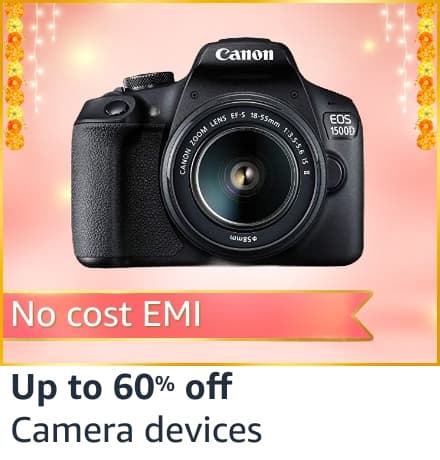 Canon
EOS
1500D
CANON ZOOM LENS EF-S 18-55mm 1:3.5-5.6 IS II
ø58mm
No cost EMI
Up to 60% off
Camera devices